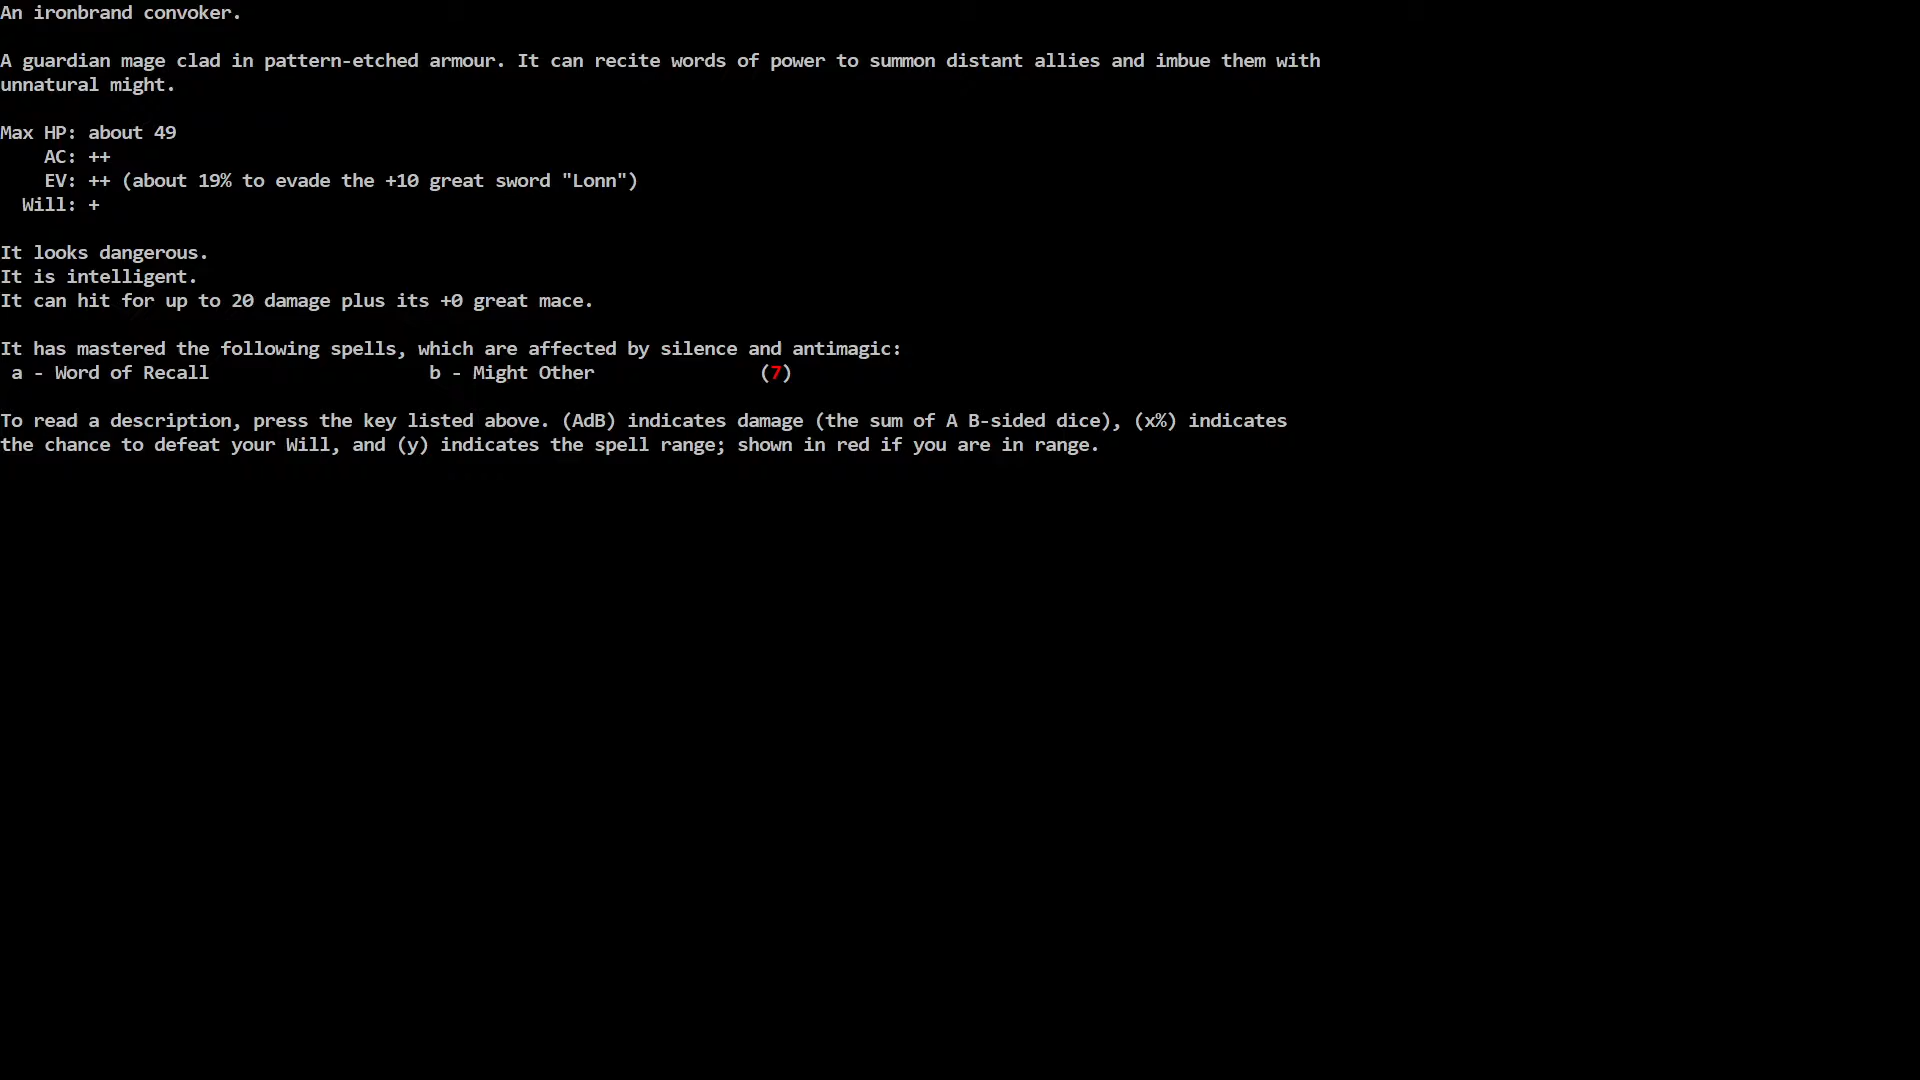 An ironbrand convoker.
A guardian mage clad in pattern-etched armour. It can recite words of power to summon distant allies and imbue them with
unnatural might.
Max HP: about 49
AC: ++
EV: ++ (about 19% to evade the +10 great sword "Lonn")
Will: +
It looks dangerous.
It is intelligent.
It can hit for up to 20 damage plus its +0 great mace.
It has mastered the following spells, which are affected by silence and antimagic:
a - Word of Recall b - Might Other (7)
To read a description, press the key listed above. (AdB) indicates damage (the sum of A B-sided dice), (x%) indicates
the chance to defeat your Will, and (y) indicates the spell range; shown in red if you are in range.